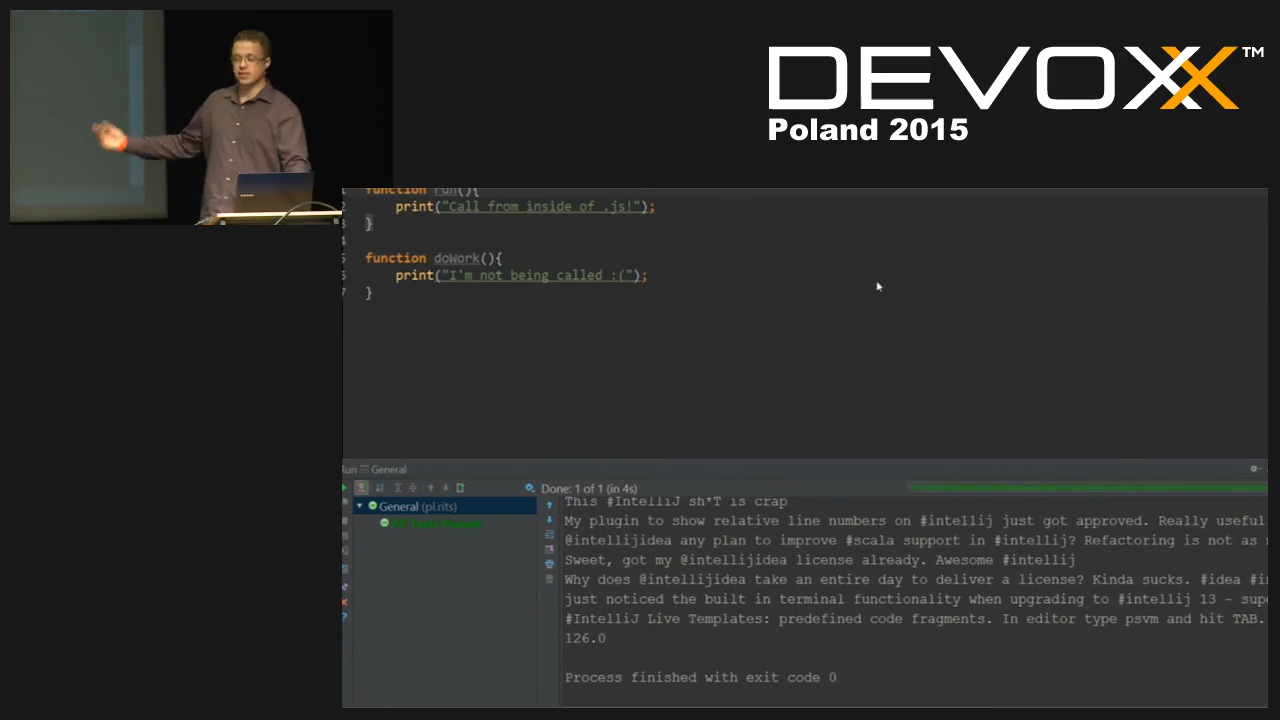 DEVOXX™
Poland 2015
function run(){
2 print("Call from inside of .js!");
3 }
4
5 function doWork(){
6 print("I'm not being called :(");
7 }
Run General
Done: 1 of 1 (in 4s)
General (pl.rits)
This #IntelliJ sh*T is crap
My plugin to show relative line numbers on #intellij just got approved. Really useful
@intellijidea any plan to improve #scala support in #intellij? Refactoring is not as
Sweet, got my @intellijidea license already. Awesome #intellij
Why does @intellijidea take an entire day to deliver a license? Kinda sucks. #idea
just noticed the built in terminal functionality when upgrading to #intellij 13 -
#IntelliJ Live Templates: predefined code fragments. In editor type psvm and hit TAB.
126.0
Process finished with exit code 0